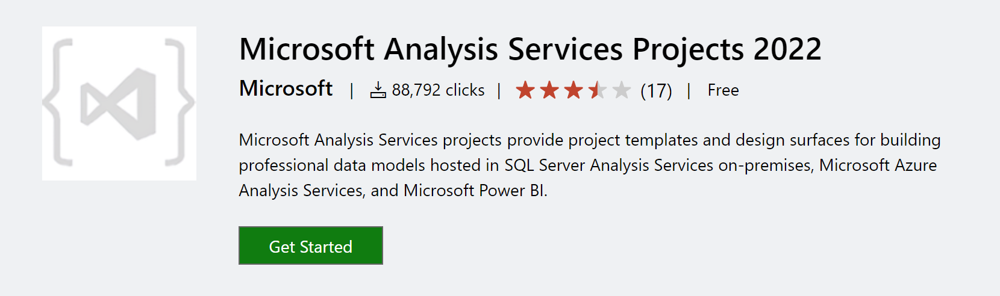 Microsoft Analysis Services Projects 2022
Microsoft | 88,792 clicks | (17) | Free
Microsoft Analysis Services projects provide project templates and design surfaces for building
professional data models hosted in SQL Server Analysis Services on-premises, Microsoft Azure
Analysis Services, and Microsoft Power BI.
Get Started